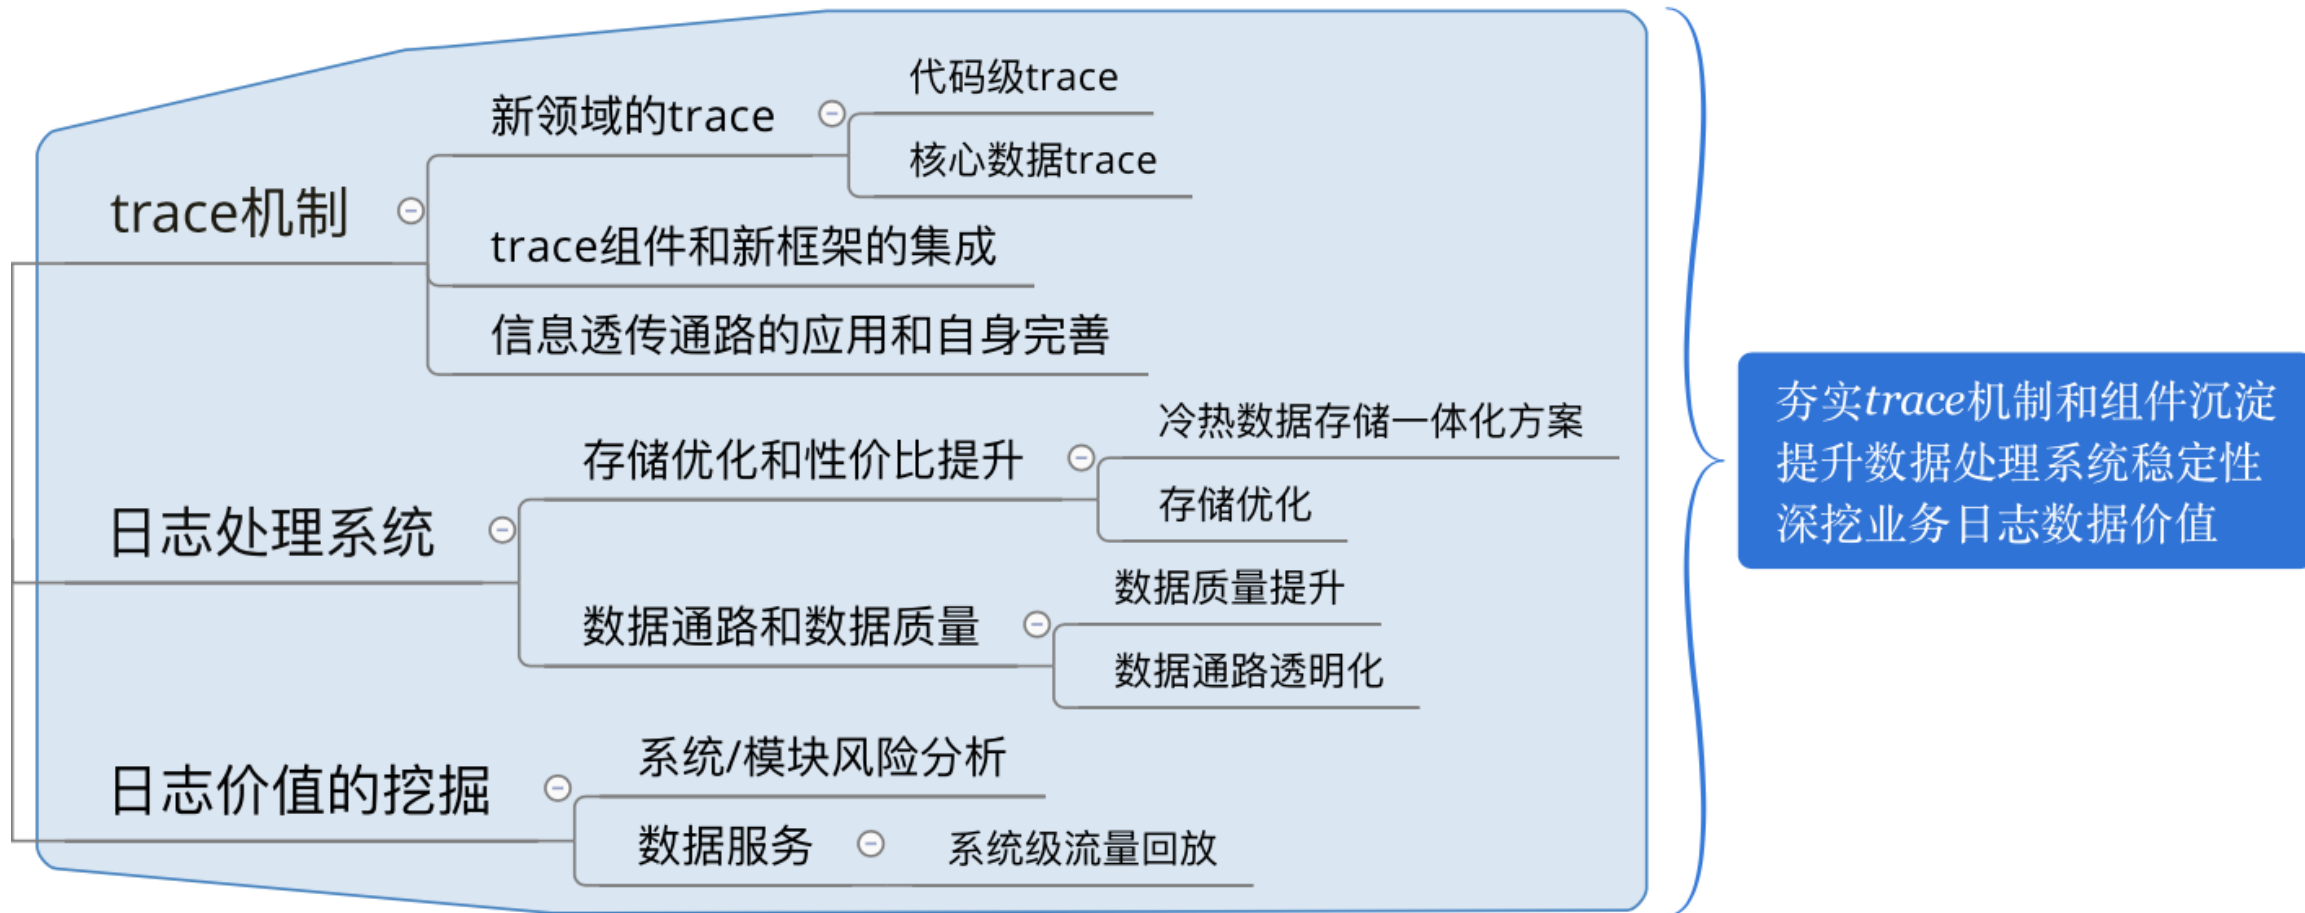 trace机制
新领域的trace
代码级trace
核心数据trace
trace组件和新框架的集成
信息透传通路的应用和自身完善
日志处理系统
存储优化和性价比提升
冷热数据存储一体化方案
存储优化
数据通路和数据质量
数据质量提升
数据通路透明化
日志价值的挖掘
系统/模块风险分析
数据服务
系统级流量回放
夯实trace机制和组件沉淀
提升数据处理系统稳定性
深挖业务日志数据价值